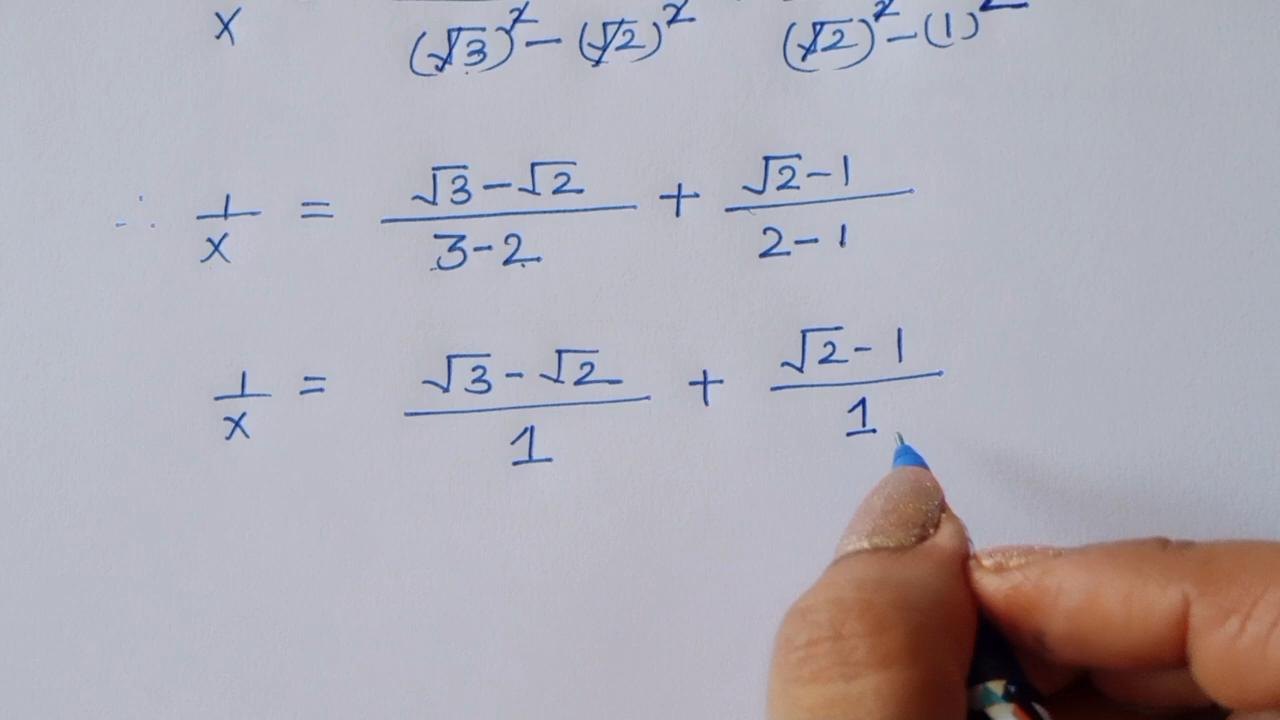 x (√3)² - (√2)² (√2)² - (1)²
∴ 1/x = (√3 - √2)/(3 - 2) + (√2 - 1)/(2 - 1)
1/x = (√3 - √2)/1 + (√2 - 1)/1